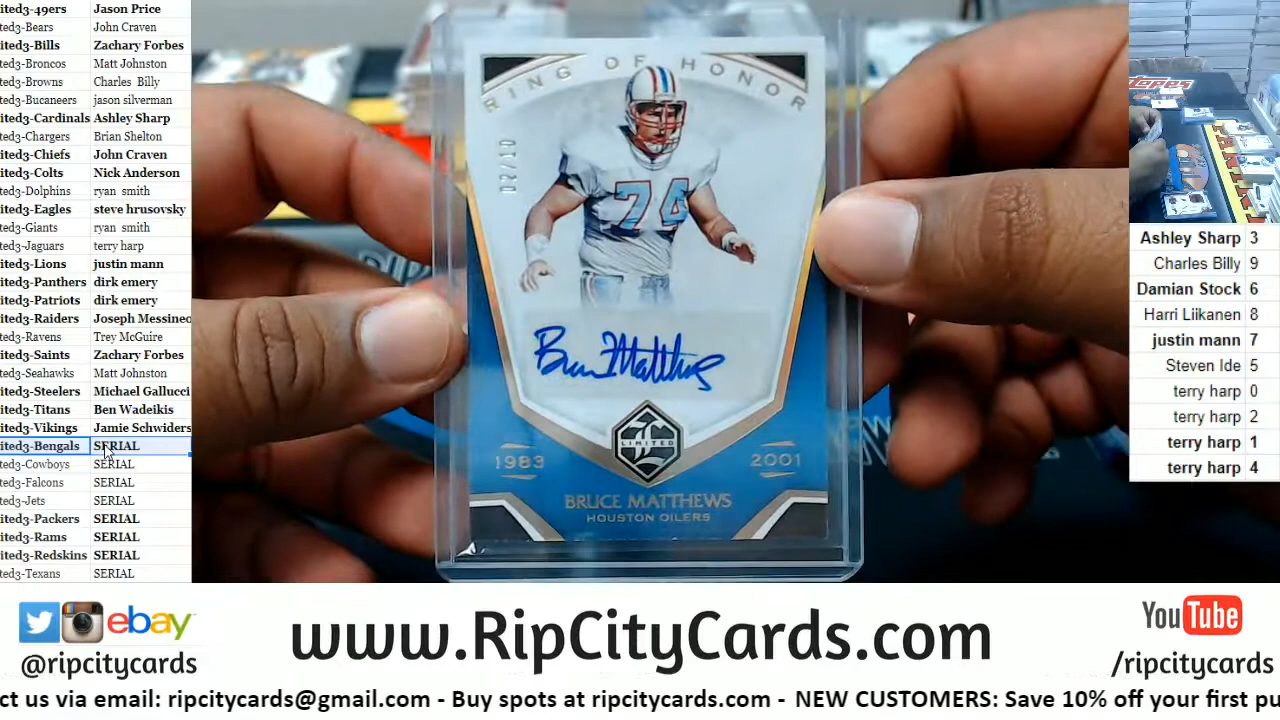 ited3-49ers Jason Price
ted3-Bears John Craven
ited3-Bills Zachary Forbes
ted3-Broncos Matt Johnston
ted3-Browns Charles Billy
ted3-Bucaneers jason silverman
ited3-Cardinals Ashley Sharp
ted3-Chargers Brian Shelton
ited3-Chiefs John Craven
ited3-Colts Nick Anderson
ted3-Dolphins ryan smith
ited3-Eagles steve hrusovsky
ted3-Giants ryan smith
ted3-Jaguars terry harp
ited3-Lions justin mann
ited3-Panthers dirk emery
ited3-Patriots dirk emery
ited3-Raiders Joseph Messineo
ted3-Ravens Trey McGuire
ited3-Saints Zachary Forbes
ted3-Seahawks Matt Johnston
ited3-Steelers Michael Gallucci
ited3-Titans Ben Wadeikis
ited3-Vikings Jamie Schwiders
ited3-Bengals SERIAL
ted3-Cowboys SERIAL
ted3-Falcons SERIAL
ted3-Jets SERIAL
ited3-Packers SERIAL
ited3-Rams SERIAL
ited3-Redskins SERIAL
ted3-Texans SERIAL
RING OF HONOR
02/10
74
Bruce Matthews
LIMITED
1983
2001
BRUCE MATTHEWS
HOUSTON OILERS
topps
PANINI
Ashley Sharp 3
Charles Billy 9
Damian Stock 6
Harri Liikanen 8
justin mann 7
Steven Ide 5
terry harp 0
terry harp 2
terry harp 1
terry harp 4
ebay
@ripcitycards
www.RipCityCards.com
YouTube
/ripcitycards
ct us via email: ripcitycards@gmail.com - Buy spots at ripcitycards.com - NEW CUSTOMERS: Save 10% off your first pu